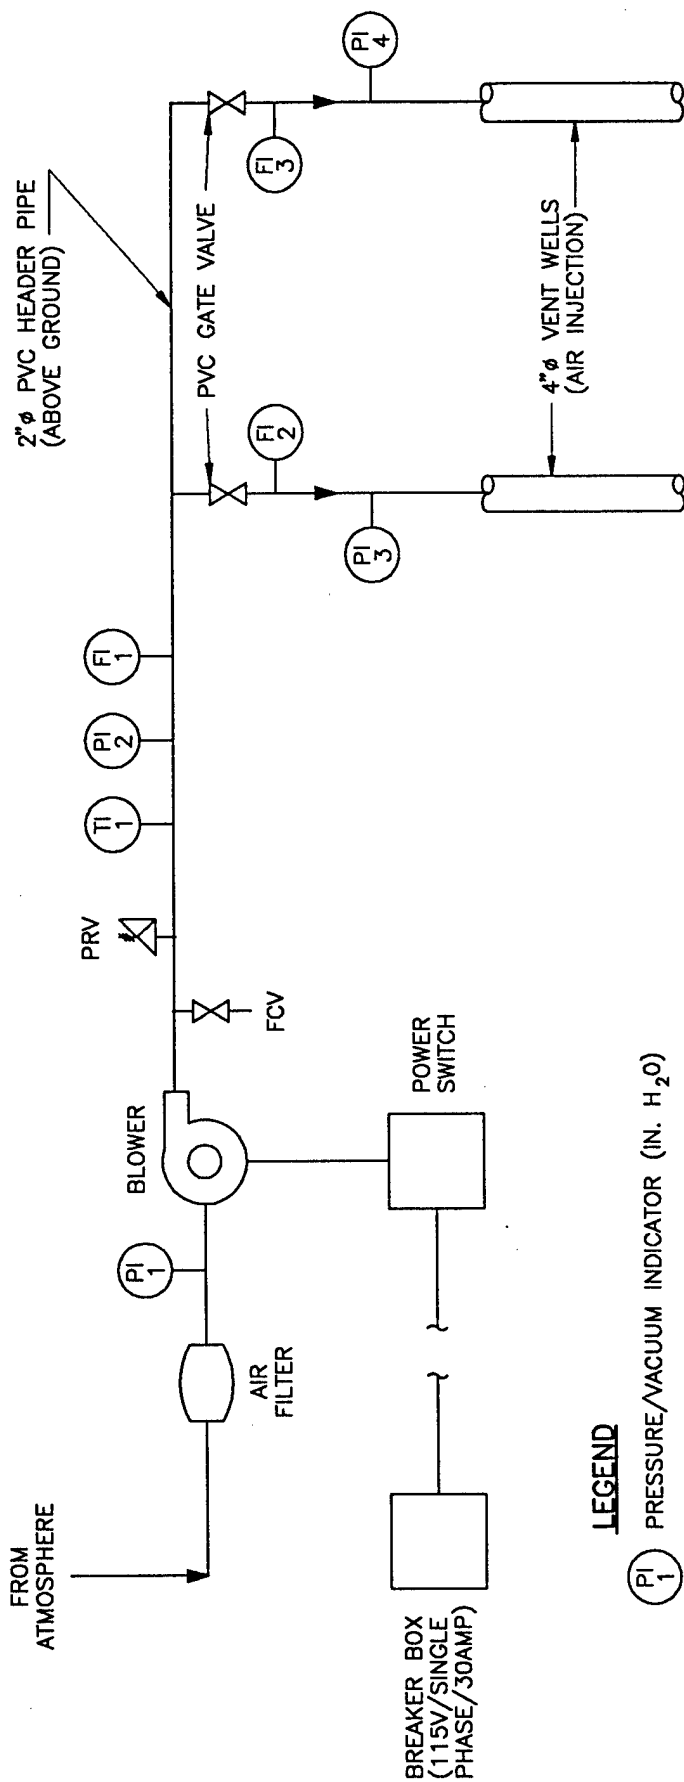 FROM
ATMOSPHERE
AIR
FILTER
PI
1
BLOWER
FCV
PRV
TI
1
PI
2
FI
1
2"ø PVC HEADER PIPE
(ABOVE GROUND)
PVC GATE VALVE
FI
2
PI
3
FI
3
PI
4
4"ø VENT WELLS
(AIR INJECTION)
POWER
SWITCH
BREAKER BOX
(115V/SINGLE
PHASE/30AMP)
LEGEND
PI
1
PRESSURE/VACUUM INDICATOR (IN. H₂O)